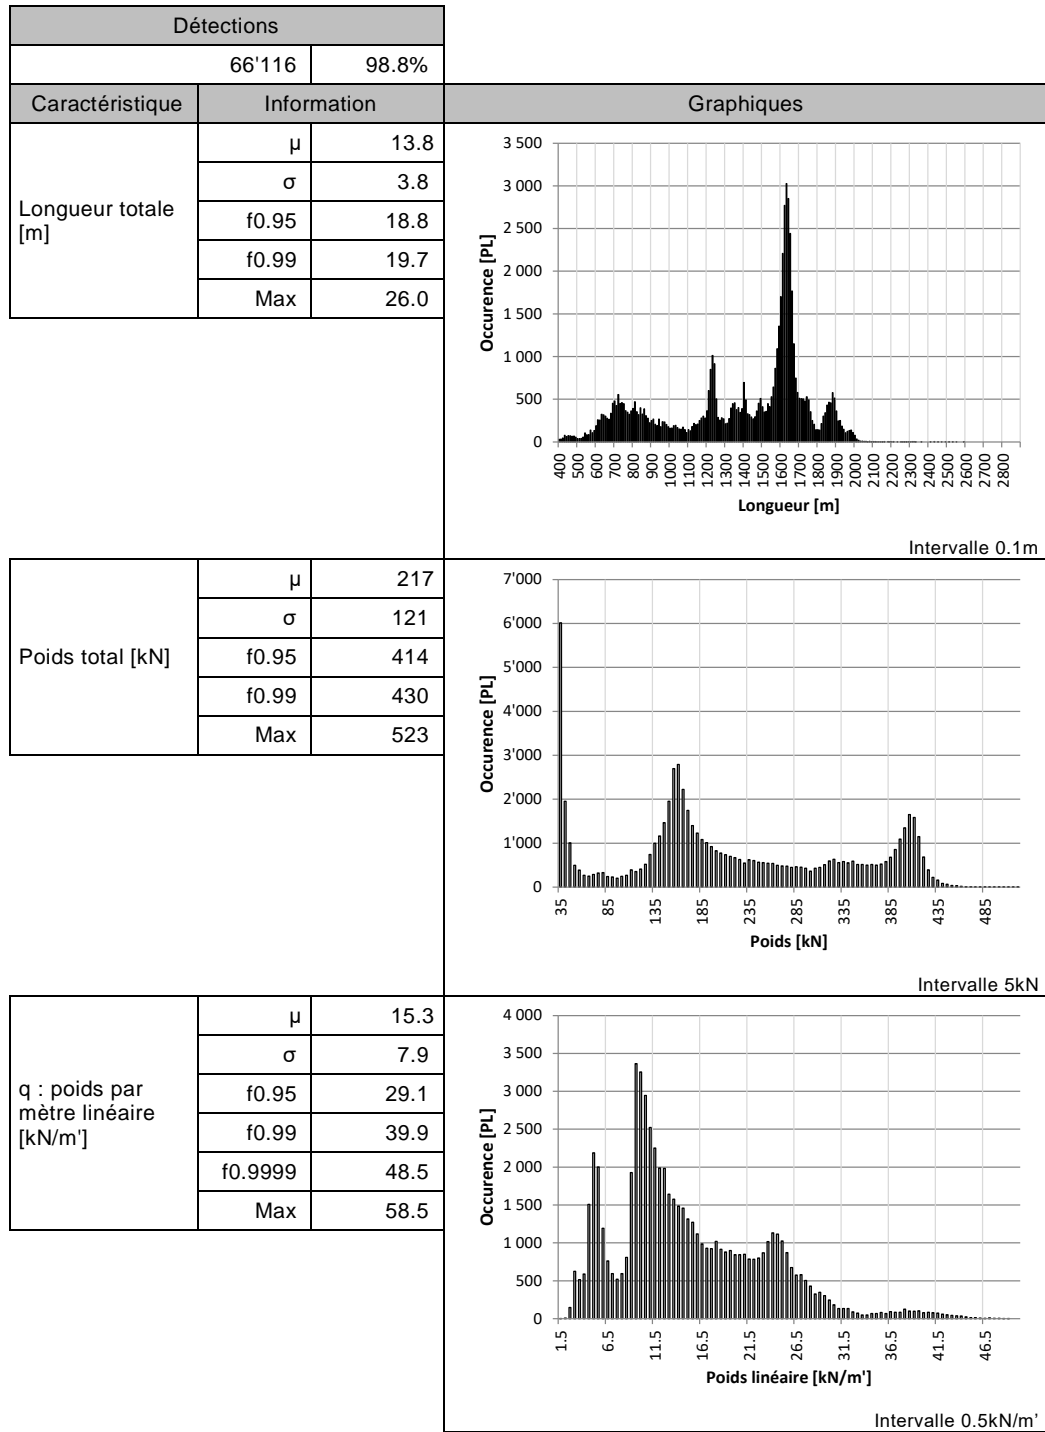 Détections
66'116 98.8%
Caractéristique Information Graphiques
Longueur totale [m]
μ 13.8
σ 3.8
f0.95 18.8
f0.99 19.7
Max 26.0
Occurence [PL]
3 500
3 000
2 500
2 000
1 500
1 000
500
0
400 500 600 700 800 900 1000 1100 1200 1300 1400 1500 1600 1700 1800 1900 2000 2100 2200 2300 2400 2500 2600 2700 2800
Longueur [m]
Intervalle 0.1m
Poids total [kN]
μ 217
σ 121
f0.95 414
f0.99 430
Max 523
Occurence [PL]
7'000
6'000
5'000
4'000
3'000
2'000
1'000
0
35 85 135 185 235 285 335 385 435 485
Poids [kN]
Intervalle 5kN
q : poids par
mètre linéaire
[kN/m']
μ 15.3
σ 7.9
f0.95 29.1
f0.99 39.9
f0.9999 48.5
Max 58.5
Occurence [PL]
4 000
3 500
3 000
2 500
2 000
1 500
1 000
500
0
1.5 6.5 11.5 16.5 21.5 26.5 31.5 36.5 41.5 46.5
Poids linéaire [kN/m']
Intervalle 0.5kN/m’